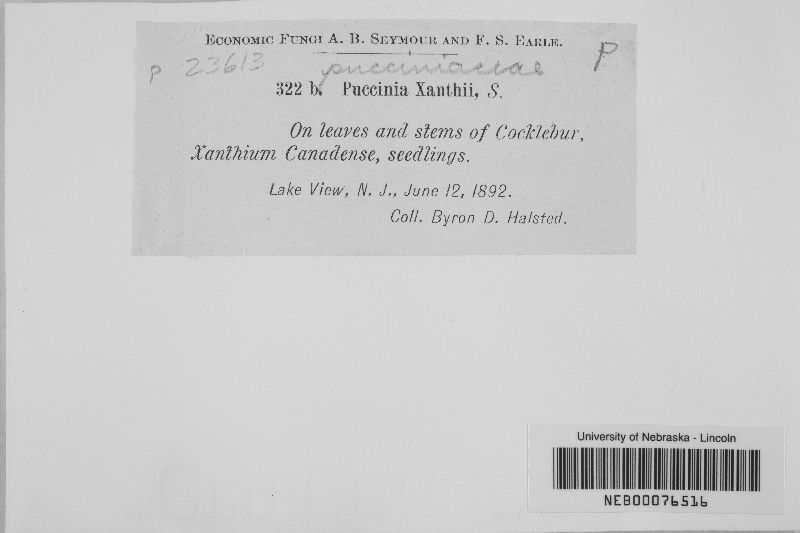 ECONOMIC FUNGI A. B. SEYMOUR AND F. S. EARLE.
P 23613 pucciniaceae P
322 b. Puccinia Xanthii, S.
On leaves and stems of Cocklebur,
Xanthium Canadense, seedlings.
Lake View, N. J., June 12, 1892.
Coll. Byron D. Halsted.
University of Nebraska - Lincoln
NEB00076516